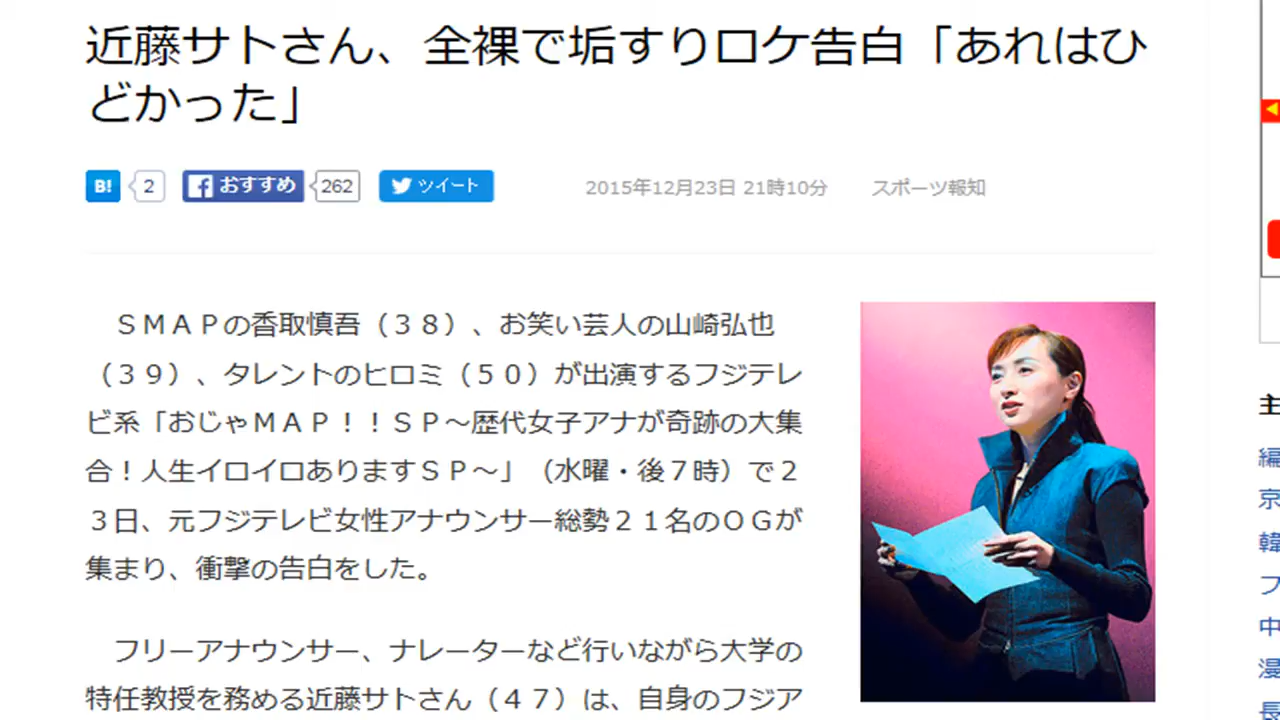 近藤サトさん、全裸で垢すりロケ告白「あれはひ
どかった」
B! 2 おすすめ 262 ツイート 2015年12月23日 21時10分 スポーツ報知
ＳＭＡＰの香取慎吾（３８）、お笑い芸人の山崎弘也
（３９）、タレントのヒロミ（５０）が出演するフジテレ
ビ系「おじゃＭＡＰ！！ＳＰ～歴代女子アナが奇跡の大集
合！人生イロイロありますＳＰ～」（水曜・後７時）で２
３日、元フジテレビ女性アナウンサー総勢２１名のＯＧが
集まり、衝撃の告白をした。
フリーアナウンサー、ナレーターなど行いながら大学の
特任教授を務める近藤サトさん（４７）は、自身のフジア
主
編
京
韓
フ
中
漫
長